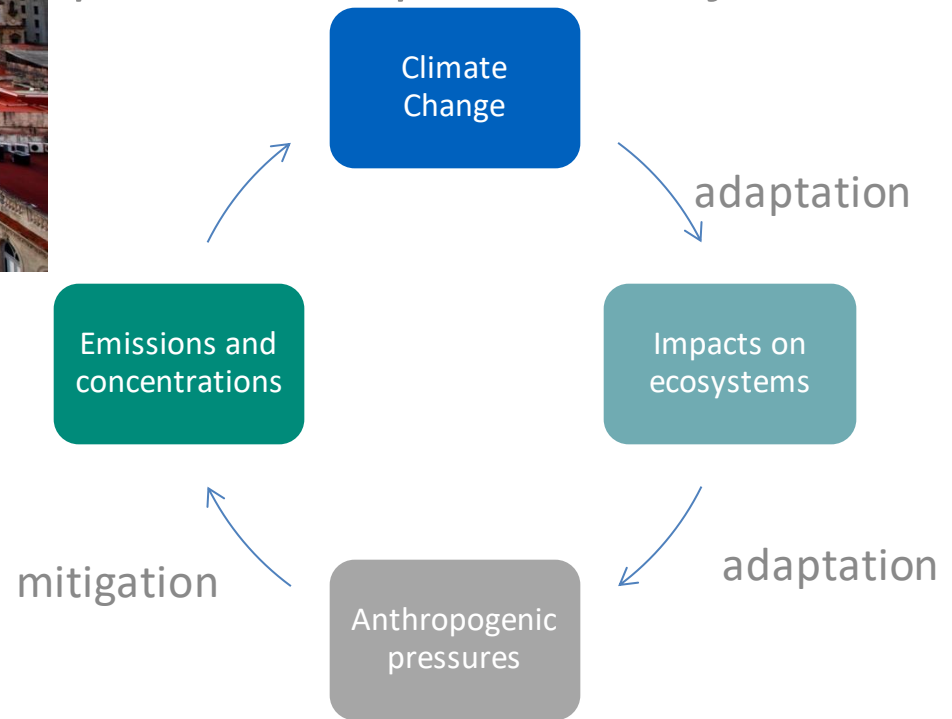 Climate
Change
adaptation
Emissions and
concentrations
Impacts on
ecosystems
mitigation
adaptation
Anthropogenic
pressures